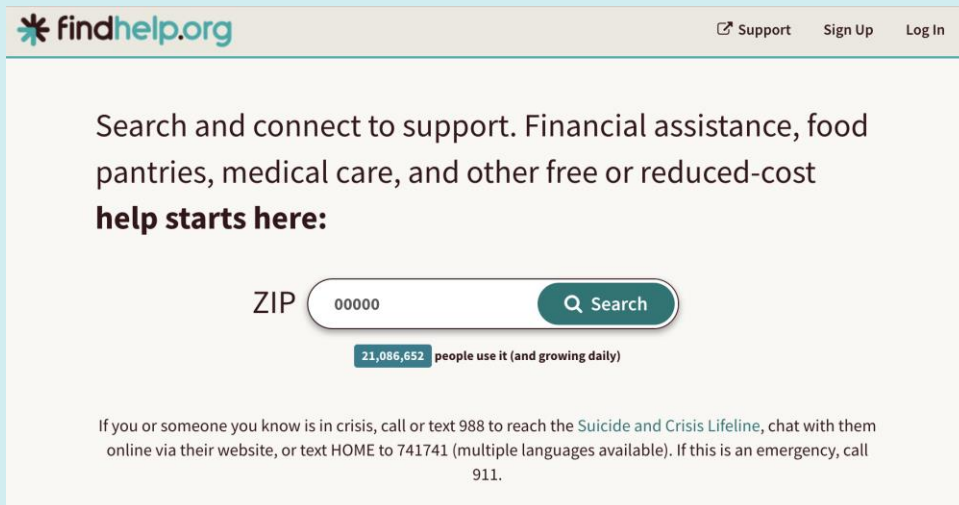 findhelp.org
Support Sign Up Log In
Search and connect to support. Financial assistance, food
pantries, medical care, and other free or reduced-cost
help starts here:
ZIP 00000 Search
21,086,652 people use it (and growing daily)
If you or someone you know is in crisis, call or text 988 to reach the Suicide and Crisis Lifeline, chat with them
online via their website, or text HOME to 741741 (multiple languages available). If this is an emergency, call
911.